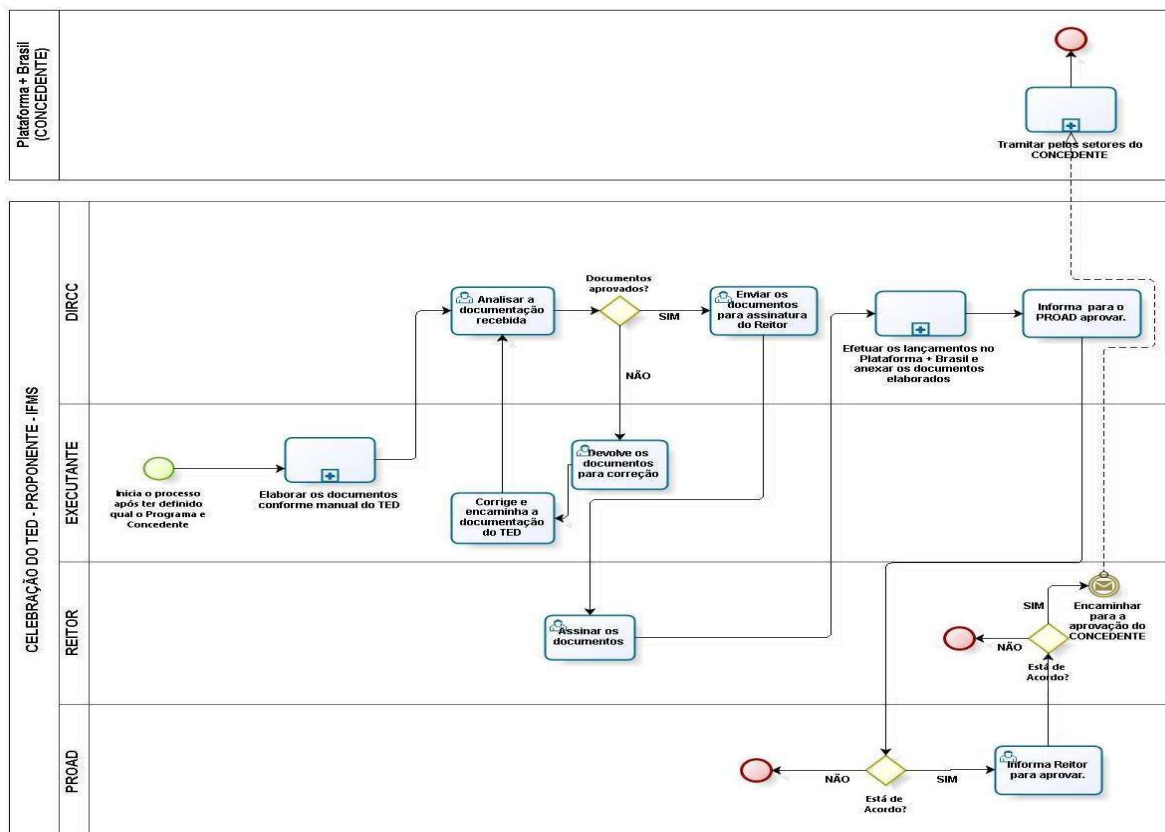 Plataforma + Brasil
(CONCEDENTE)
Tramitar pelos setores do
CONCEDENTE
CELEBRAÇÃO DO TED - PROPONENTE - IFMS
DIRCC
Analisar a
documentação
recebida
Documentos
aprovados?
SIM
NÃO
Enviar os
documentos
para assinatura
do Reitor
Efetuar os lançamentos no
Plataforma + Brasil e
anexar os documentos
elaborados
Informa para o
PROAD aprovar.
EXECUTANTE
Inicia o processo
após ter definido
qual o Programa e
Concedente
Elaborar os documentos
conforme manual do TED
Devolve os
documentos
para correção
Corrige e
encaminha a
documentação
do TED
REITOR
Assinar os
documentos
SIM
NÃO
Está de
Acordo?
Encaminhar
para a
aprovação do
CONCEDENTE
PROAD
NÃO
SIM
Está de
Acordo?
Informa Reitor
para aprovar.